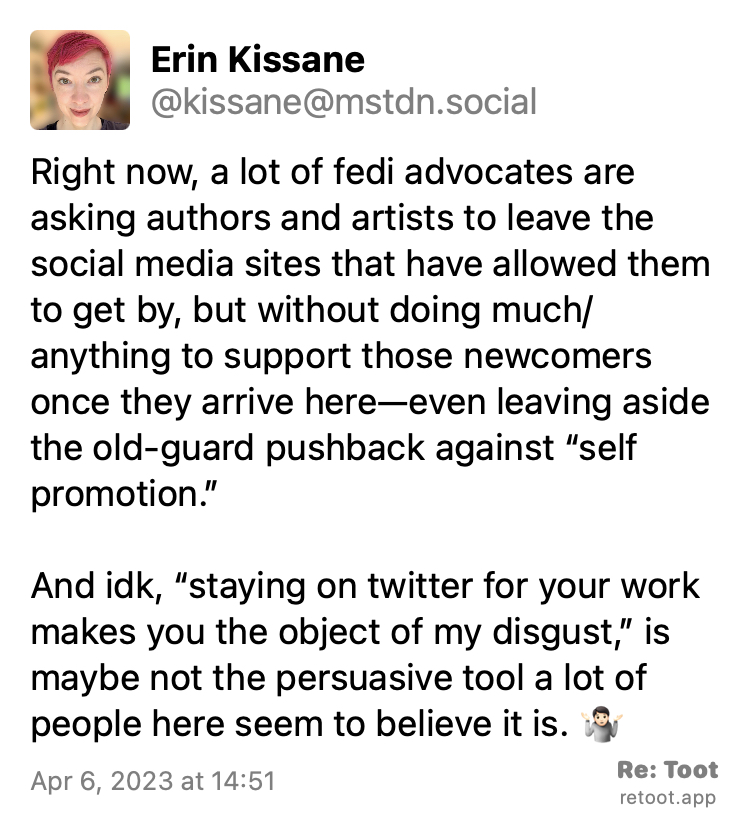 Erin Kissane
@kissane@mstdn.social
Right now, a lot of fedi advocates are
asking authors and artists to leave the
social media sites that have allowed them
to get by, but without doing much/
anything to support those newcomers
once they arrive here—even leaving aside
the old-guard pushback against “self
promotion.”
And idk, “staying on twitter for your work
makes you the object of my disgust,” is
maybe not the persuasive tool a lot of
people here seem to believe it is. 🤷🏻‍♀️
Apr 6, 2023 at 14:51
Re: Toot
retoot.app